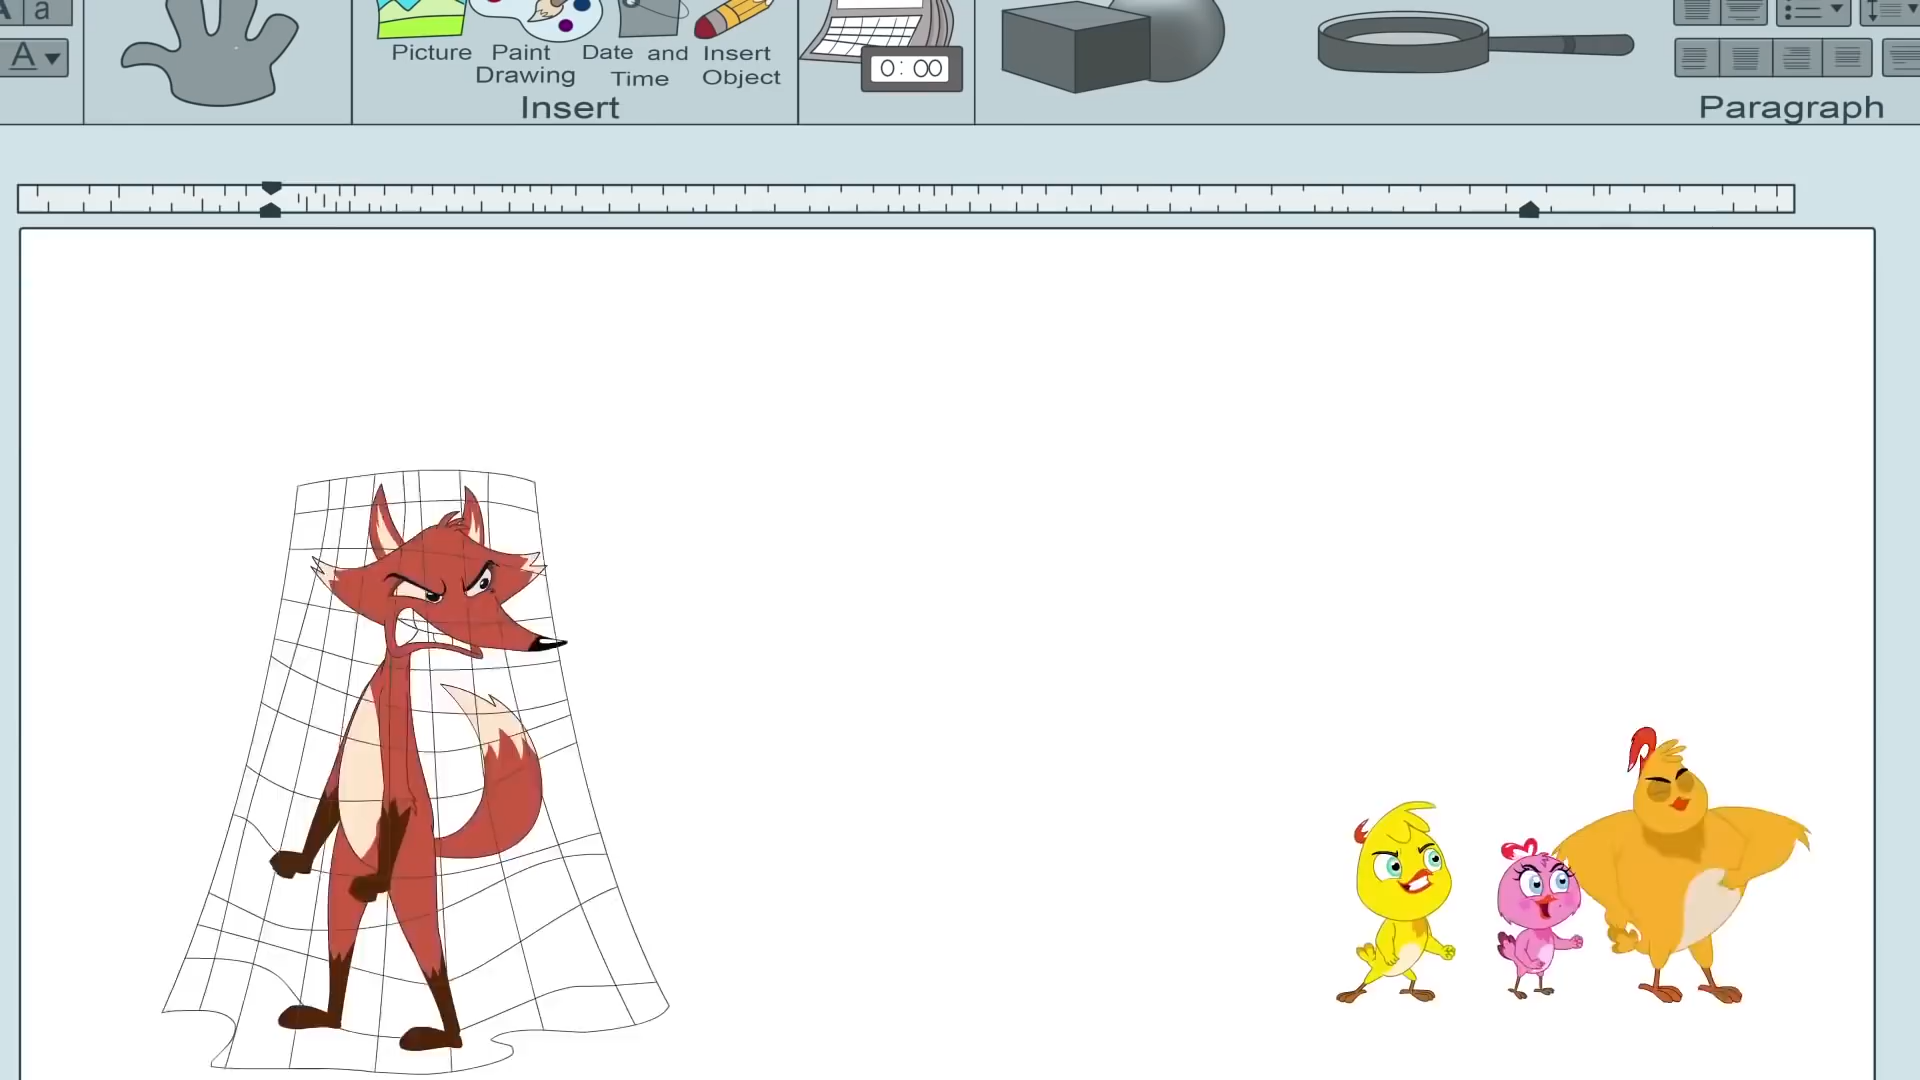 A a
A
Picture Paint Date and Insert
Drawing Time Object
Insert
0:00
Paragraph